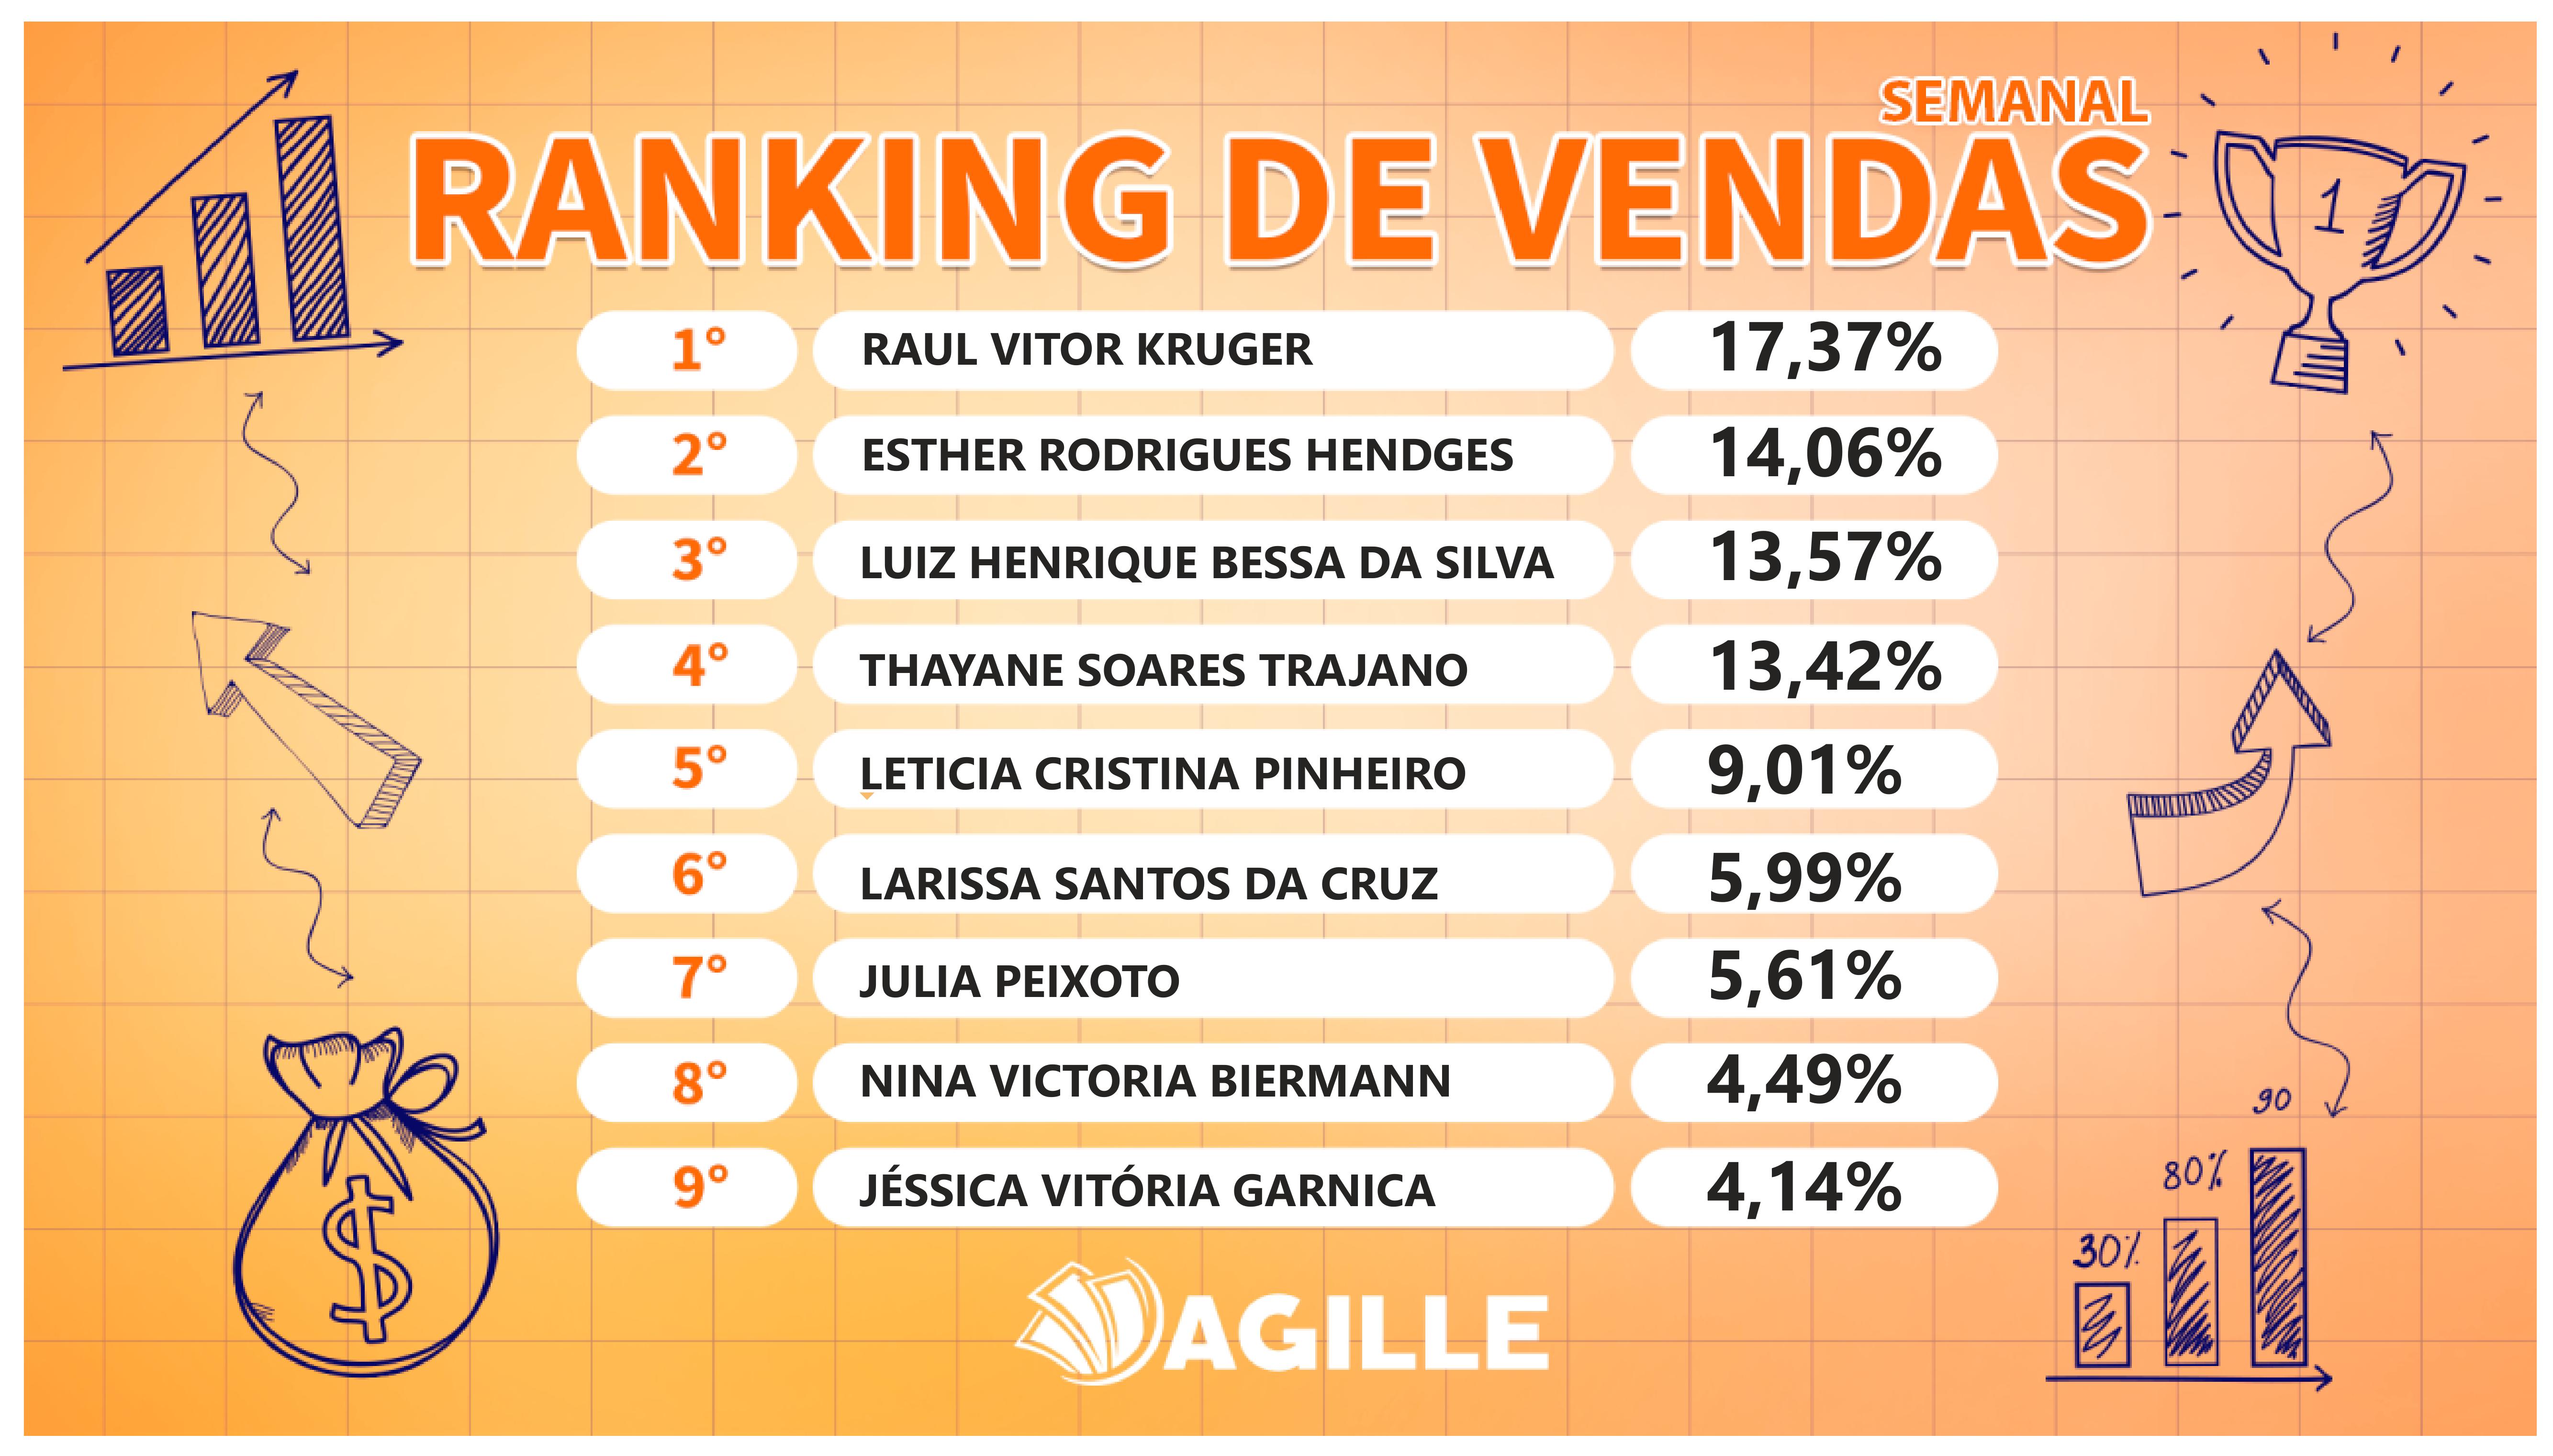 SEMANAL
RANKING DE VENDAS
1
1° RAUL VITOR KRUGER 17,37%
2° ESTHER RODRIGUES HENDGES 14,06%
3° LUIZ HENRIQUE BESSA DA SILVA 13,57%
4° THAYANE SOARES TRAJANO 13,42%
5° LETICIA CRISTINA PINHEIRO 9,01%
6° LARISSA SANTOS DA CRUZ 5,99%
7° JULIA PEIXOTO 5,61%
8° NINA VICTORIA BIERMANN 4,49%
9° JÉSSICA VITÓRIA GARNICA 4,14%
$
30% 80% 90
AGILLE